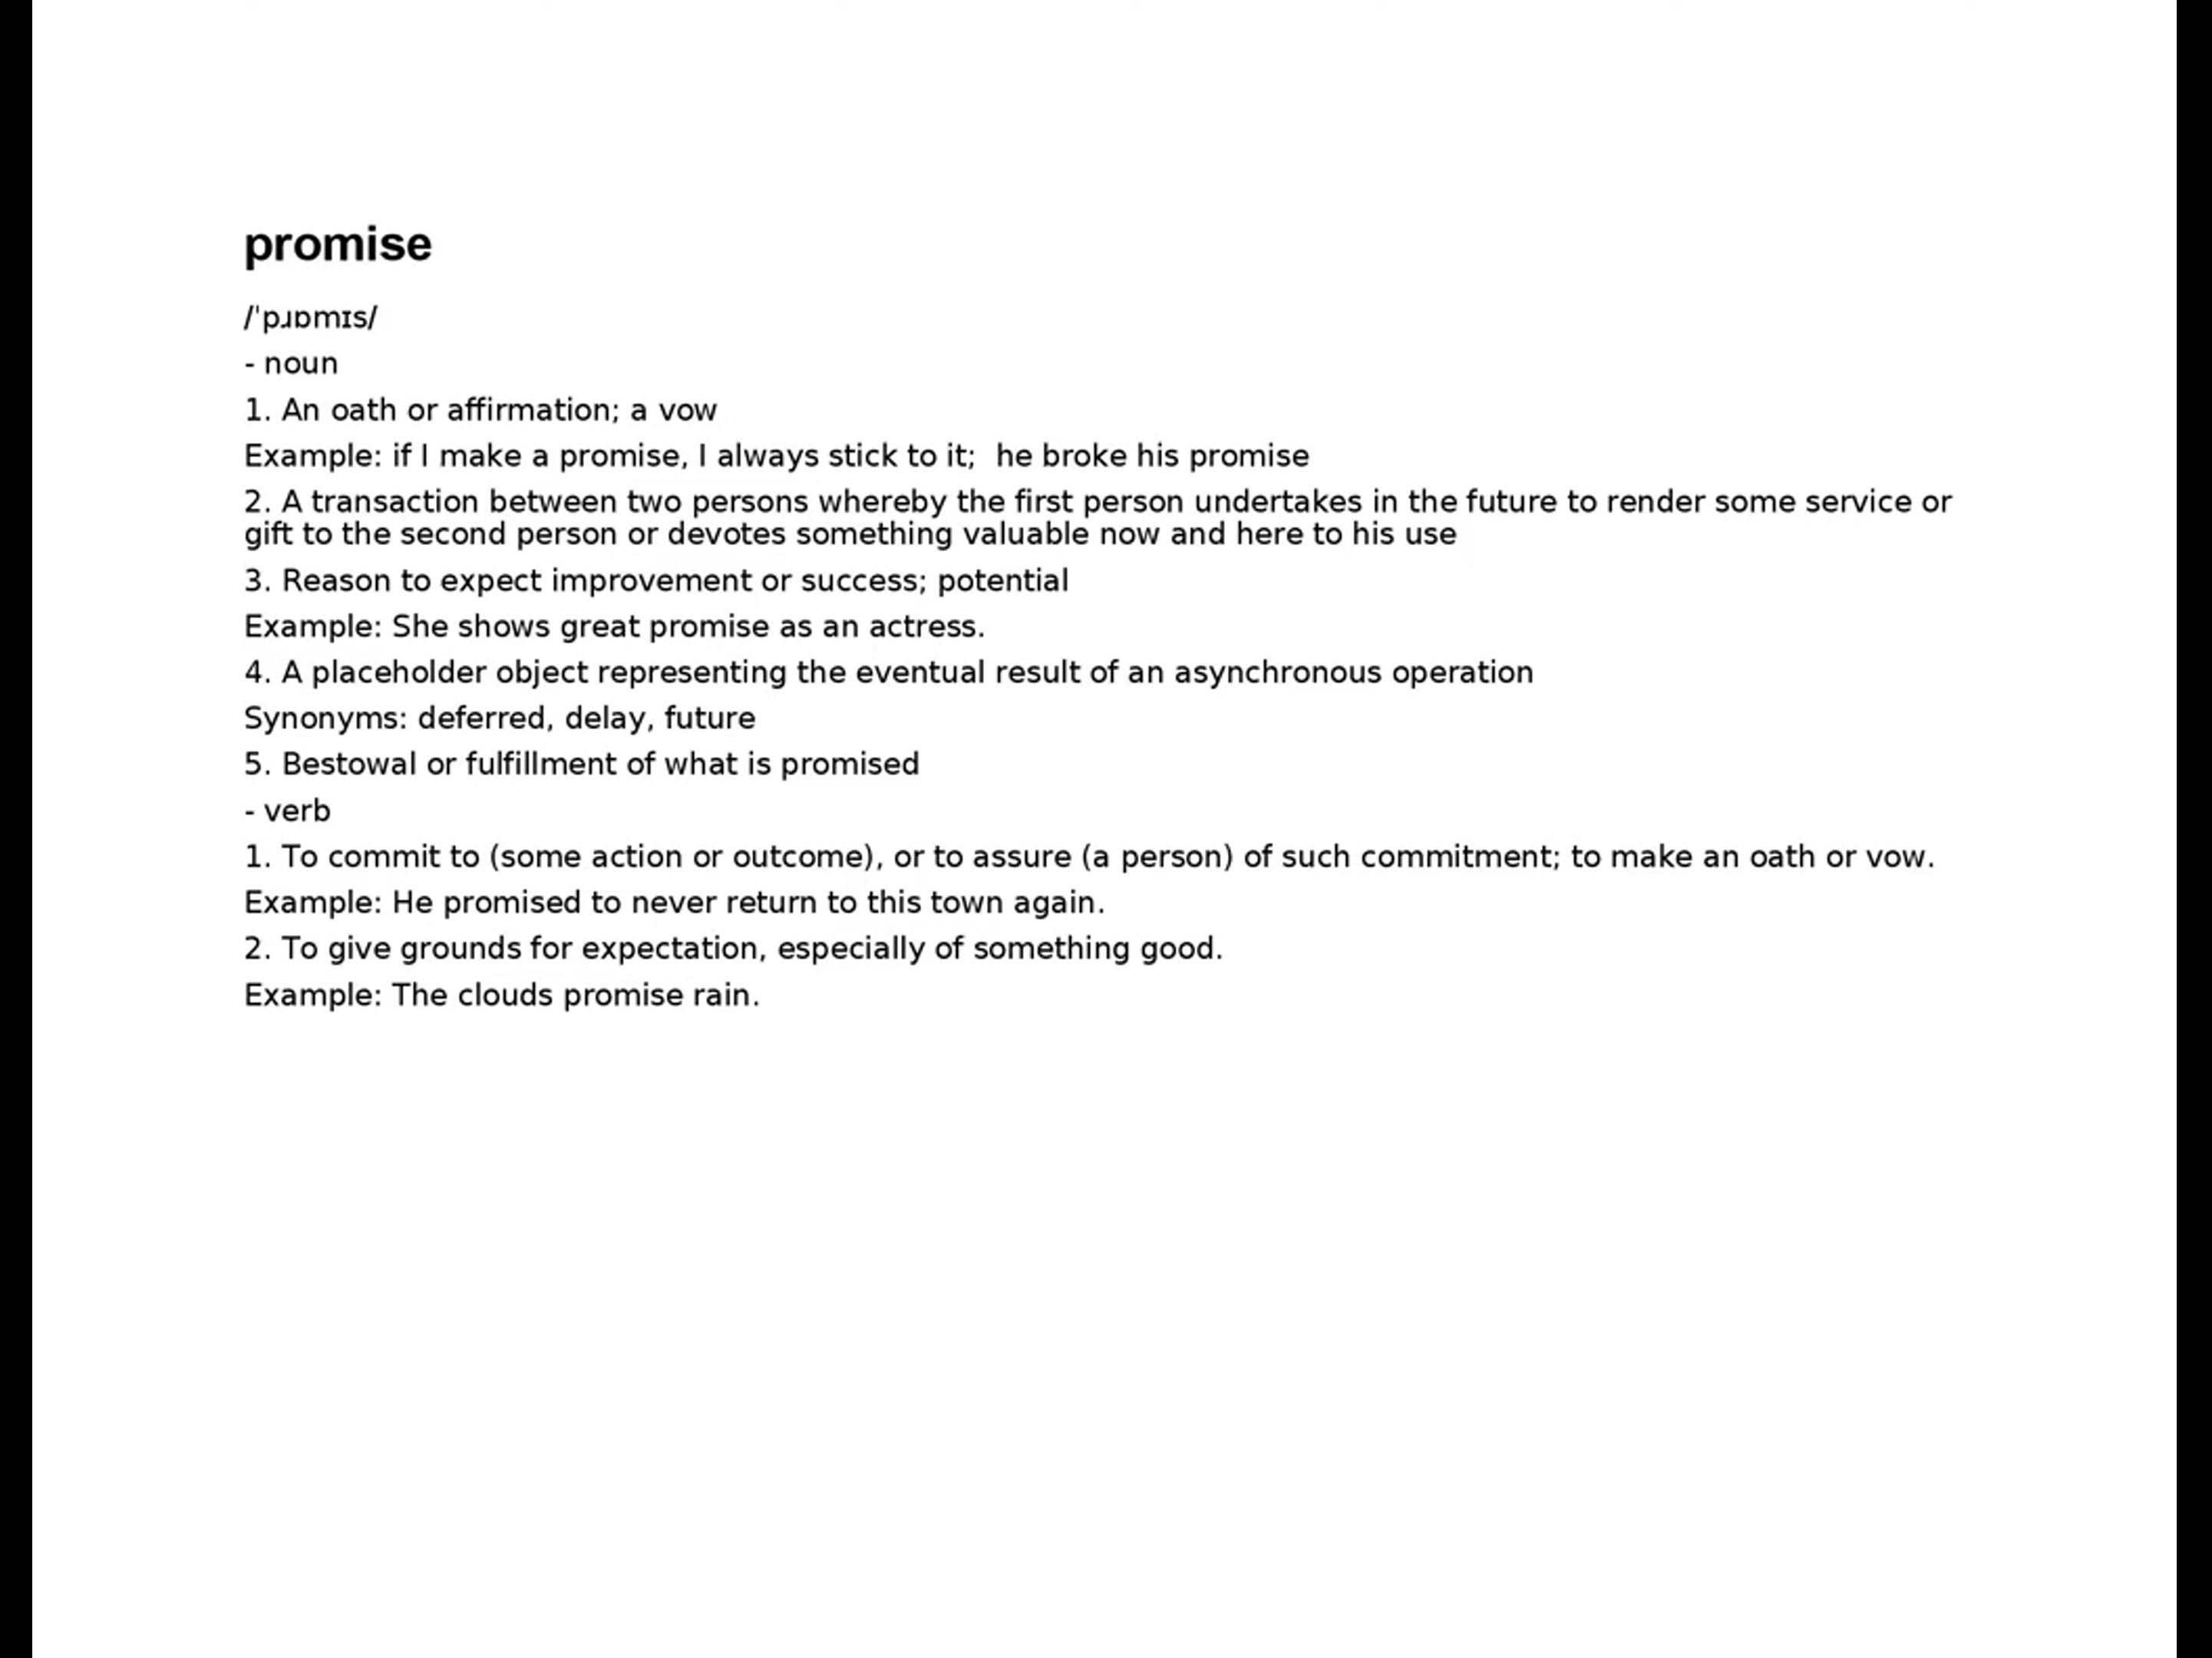 promise
/ˈpɹɒmɪs/
- noun
1. An oath or affirmation; a vow
Example: if I make a promise, I always stick to it;  he broke his promise
2. A transaction between two persons whereby the first person undertakes in the future to render some service or
gift to the second person or devotes something valuable now and here to his use
3. Reason to expect improvement or success; potential
Example: She shows great promise as an actress.
4. A placeholder object representing the eventual result of an asynchronous operation
Synonyms: deferred, delay, future
5. Bestowal or fulfillment of what is promised
- verb
1. To commit to (some action or outcome), or to assure (a person) of such commitment; to make an oath or vow.
Example: He promised to never return to this town again.
2. To give grounds for expectation, especially of something good.
Example: The clouds promise rain.